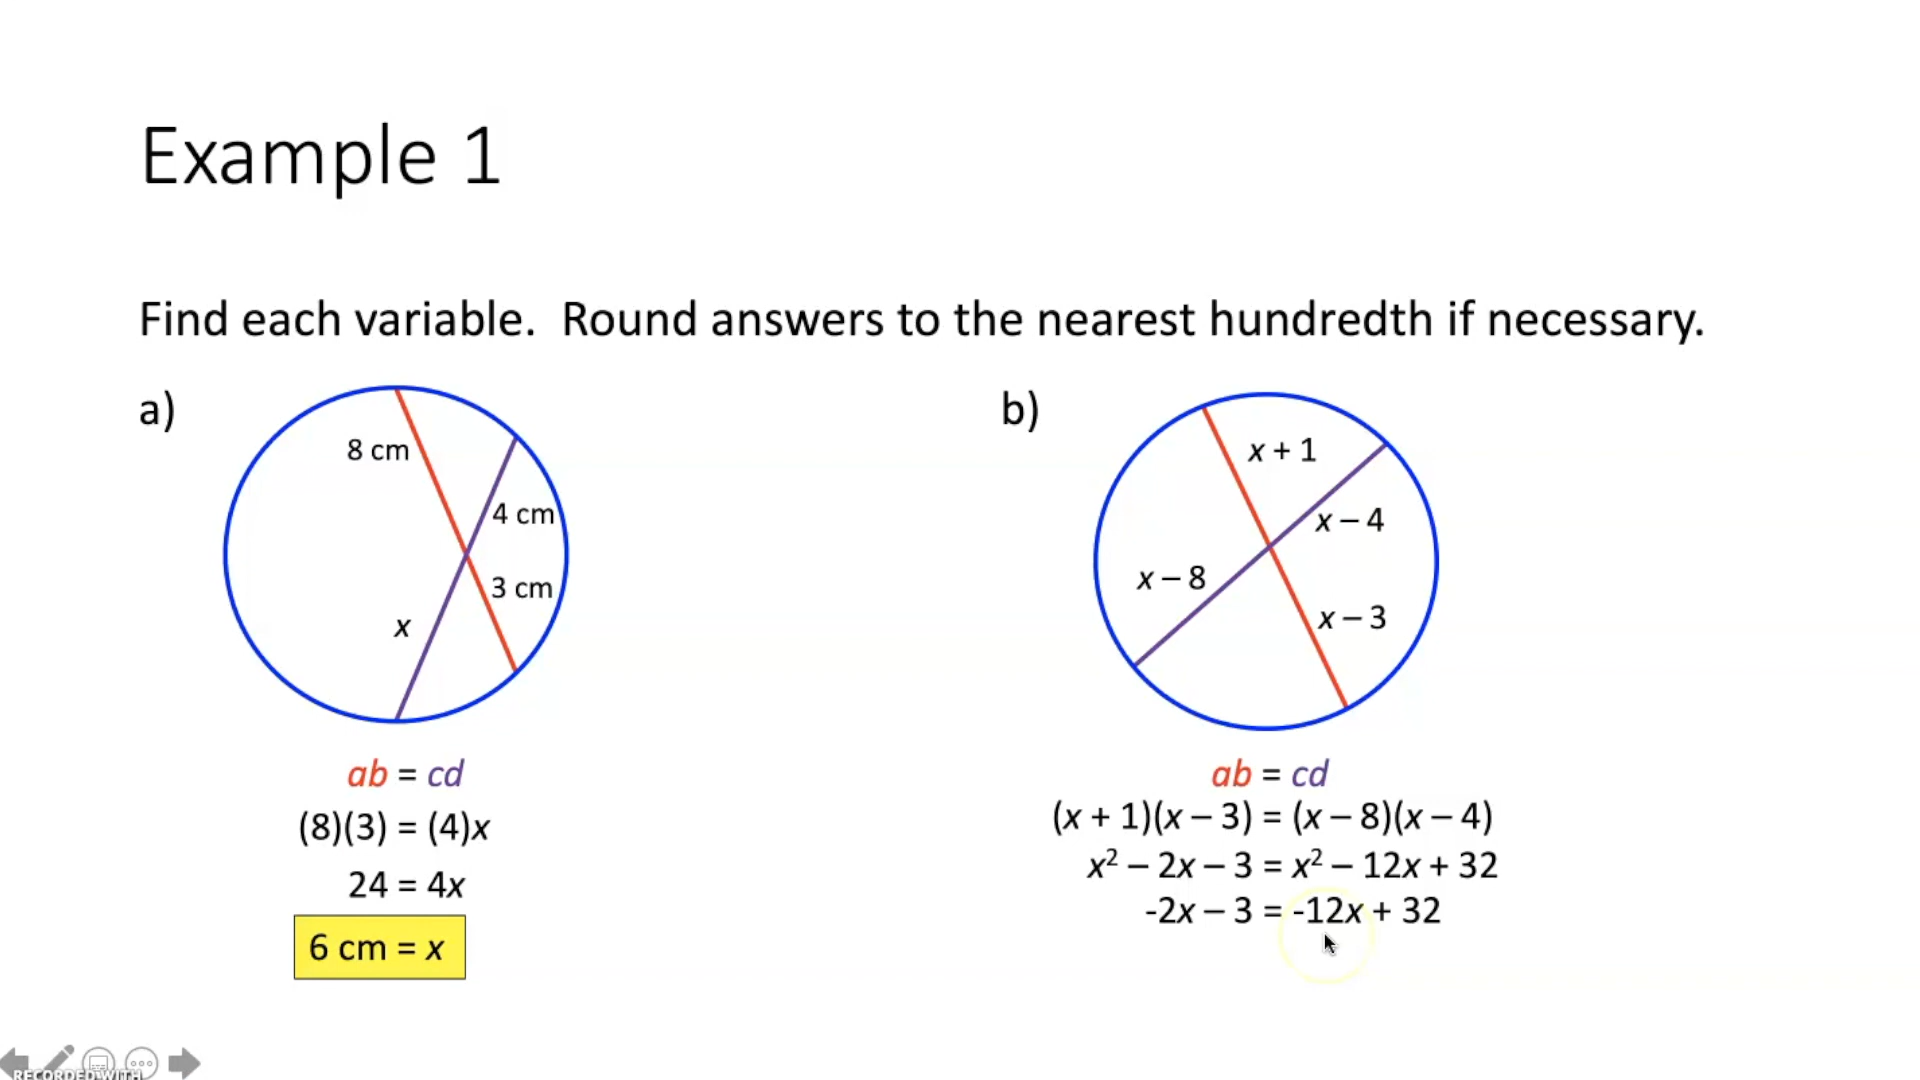 Example 1
Find each variable.  Round answers to the nearest hundredth if necessary.
a)
8 cm
4 cm
3 cm
x
ab = cd
(8)(3) = (4)x
24 = 4x
6 cm = x
b)
x + 1
x – 4
x – 8
x – 3
ab = cd
(x + 1)(x – 3) = (x – 8)(x – 4)
x² – 2x – 3 = x² – 12x + 32
-2x – 3 = -12x + 32
RECORDED WITH